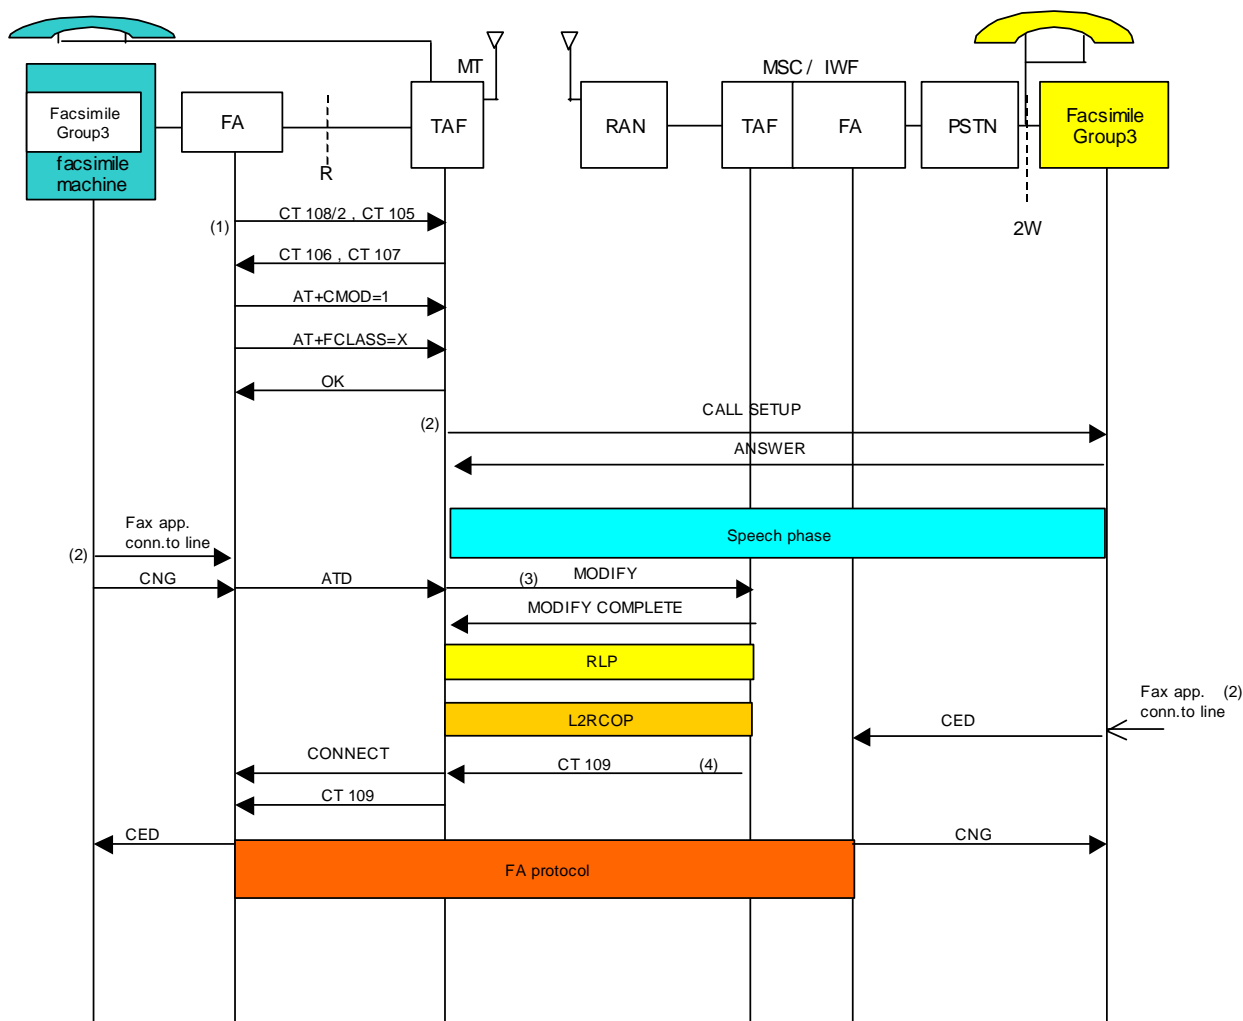 MT
MSC / IWF
Facsimile
Group3
facsimile
machine
FA
R
TAF
RAN
TAF
FA
PSTN
Facsimile
Group3
2W
(1)
CT 108/2 , CT 105
CT 106 , CT 107
AT+CMOD=1
AT+FCLASS=X
OK
(2)
CALL SETUP
ANSWER
Speech phase
Fax app.
conn.to line
(2)
CNG
ATD
(3)
MODIFY
MODIFY COMPLETE
RLP
L2RCOP
Fax app. (2)
conn.to line
CED
CONNECT
CT 109
(4)
CT 109
CED
CNG
FA protocol